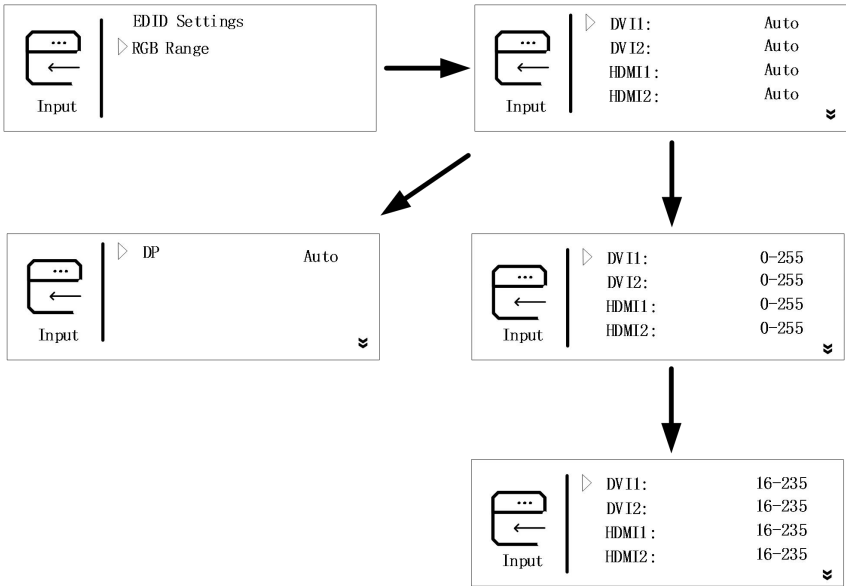 EDID Settings
RGB Range
Input
DVI1: Auto
DVI2: Auto
HDMI1: Auto
HDMI2: Auto
Input
DP Auto
Input
DVI1: 0-255
DVI2: 0-255
HDMI1: 0-255
HDMI2: 0-255
Input
DVI1: 16-235
DVI2: 16-235
HDMI1: 16-235
HDMI2: 16-235
Input